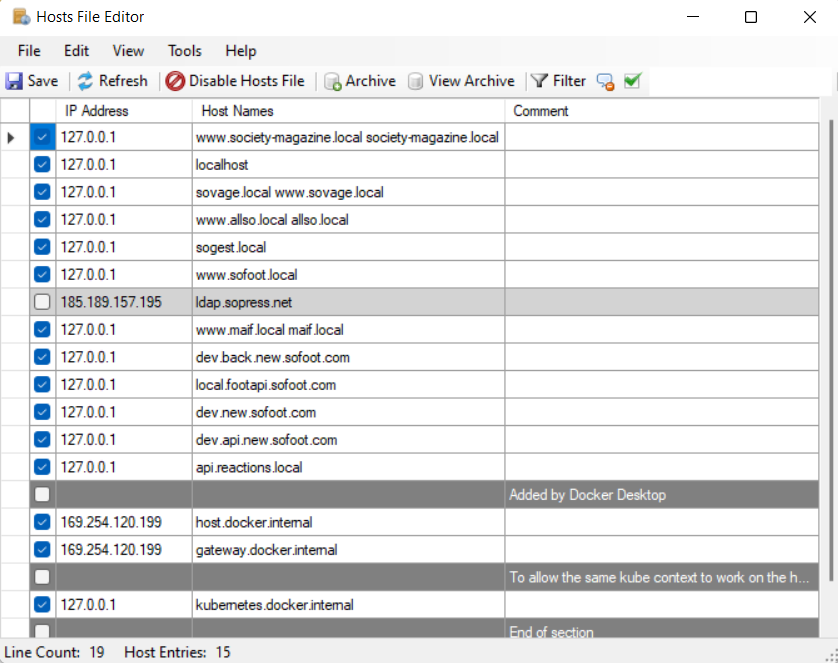 Hosts File Editor
File Edit View Tools Help
Save Refresh Disable Hosts File Archive View Archive Filter
IP Address Host Names Comment
127.0.0.1 www.society-magazine.local society-magazine.local
127.0.0.1 localhost
127.0.0.1 sovage.local www.sovage.local
127.0.0.1 www.allso.local allso.local
127.0.0.1 sogest.local
127.0.0.1 www.sofoot.local
185.189.157.195 ldap.sopress.net
127.0.0.1 www.maif.local maif.local
127.0.0.1 dev.back.new.sofoot.com
127.0.0.1 local.footapi.sofoot.com
127.0.0.1 dev.new.sofoot.com
127.0.0.1 dev.api.new.sofoot.com
127.0.0.1 api.reactions.local
Added by Docker Desktop
169.254.120.199 host.docker.internal
169.254.120.199 gateway.docker.internal
To allow the same kube context to work on the h...
127.0.0.1 kubernetes.docker.internal
End of section
Line Count: 19 Host Entries: 15